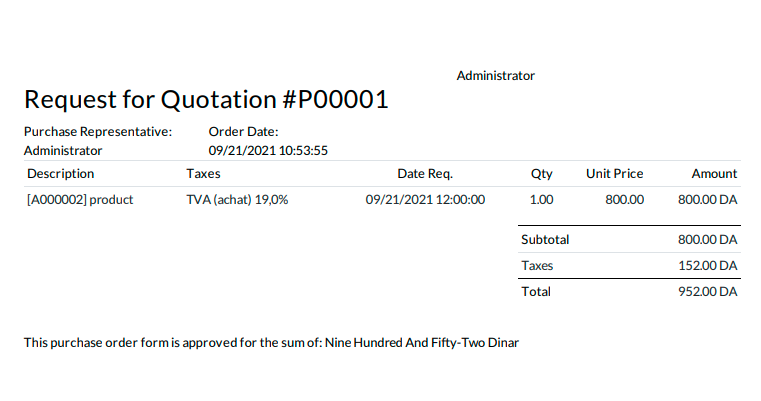 Administrator
Request for Quotation #P00001
Purchase Representative: Order Date:
Administrator 09/21/2021 10:53:55
Description Taxes Date Req. Qty Unit Price Amount
[A000002] product TVA (achat) 19,0% 09/21/2021 12:00:00 1.00 800.00 800.00 DA
Subtotal 800.00 DA
Taxes 152.00 DA
Total 952.00 DA
This purchase order form is approved for the sum of: Nine Hundred And Fifty-Two Dinar